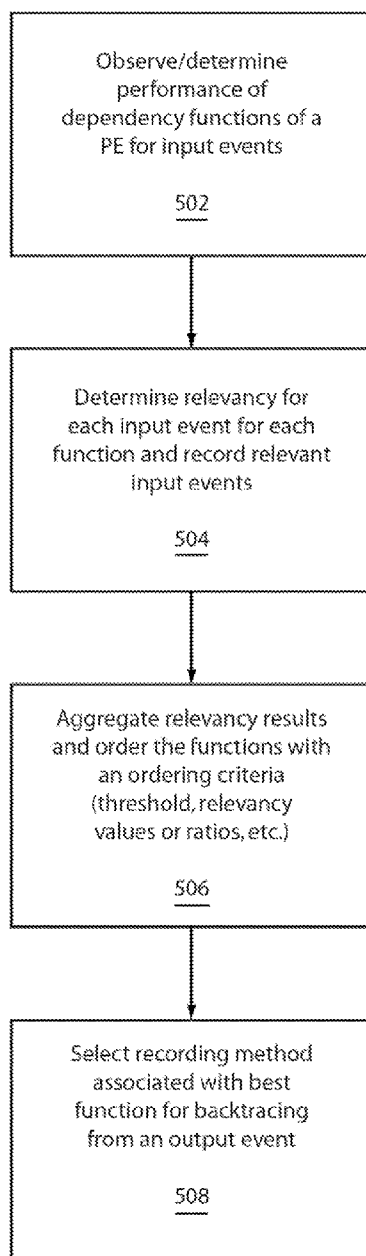 Observe/determine
performance of
dependency functions of a
PE for input events
502
Determine relevancy for
each input event for each
function and record relevant
input events
504
Aggregate relevancy results
and order the functions with
an ordering criteria
(threshold, relevancy
values or ratios, etc.)
506
Select recording method
associated with best
function for backtracing
from an output event
508